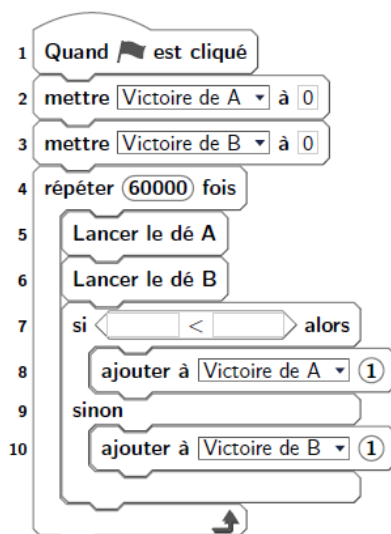 1 Quand est cliqué
2 mettre Victoire de A à 0
3 mettre Victoire de B à 0
4 répéter 60000 fois
5 Lancer le dé A
6 Lancer le dé B
7 si < alors
8 ajouter à Victoire de A 1
9 sinon
10 ajouter à Victoire de B 1